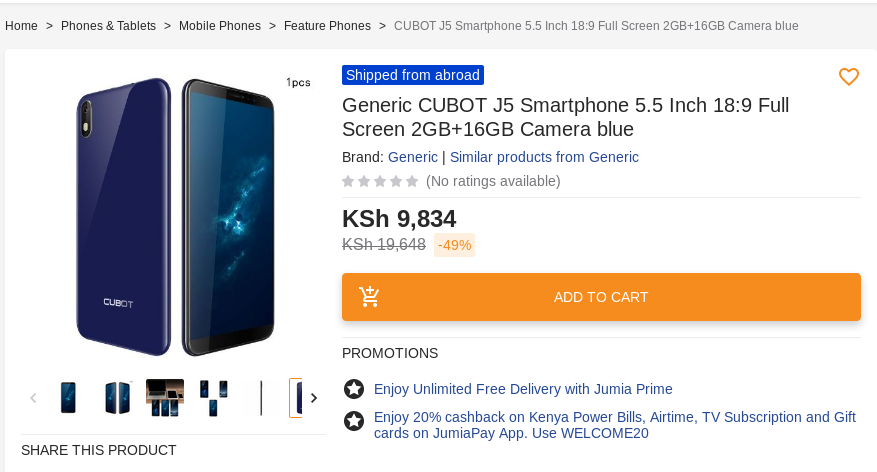 Home > Phones & Tablets > Mobile Phones > Feature Phones > CUBOT J5 Smartphone 5.5 Inch 18:9 Full Screen 2GB+16GB Camera blue
1pcs
CUBOT
Shipped from abroad
Generic CUBOT J5 Smartphone 5.5 Inch 18:9 Full
Screen 2GB+16GB Camera blue
Brand: Generic | Similar products from Generic
(No ratings available)
KSh 9,834
KSh 19,648 -49%
ADD TO CART
PROMOTIONS
Enjoy Unlimited Free Delivery with Jumia Prime
Enjoy 20% cashback on Kenya Power Bills, Airtime, TV Subscription and Gift
cards on JumiaPay App. Use WELCOME20
SHARE THIS PRODUCT